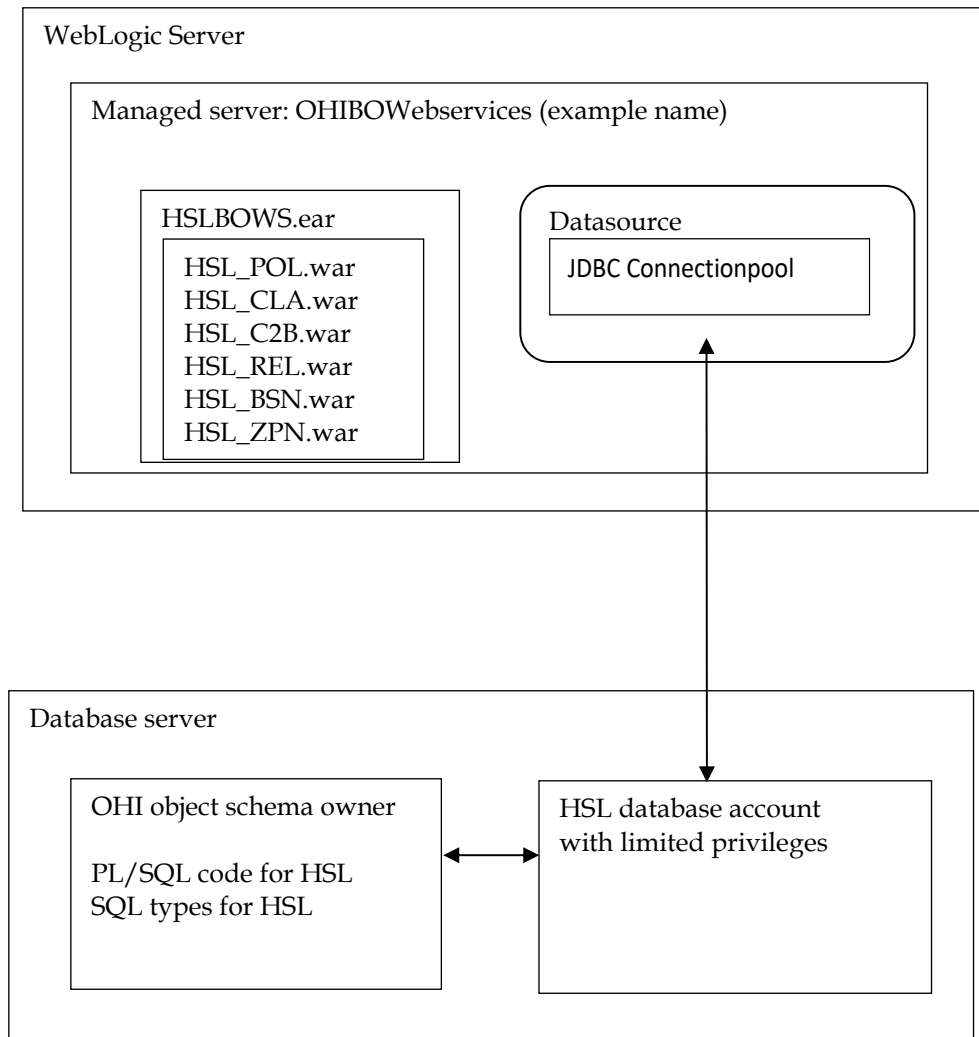 WebLogic Server
Managed server: OHIBOWebservices (example name)
HSLBOWS.ear
HSL_POL.war
HSL_CLA.war
HSL_C2B.war
HSL_REL.war
HSL_BSN.war
HSL_ZPN.war
Datasource
JDBC Connectionpool
Database server
OHI object schema owner
PL/SQL code for HSL
SQL types for HSL
HSL database account
with limited privileges